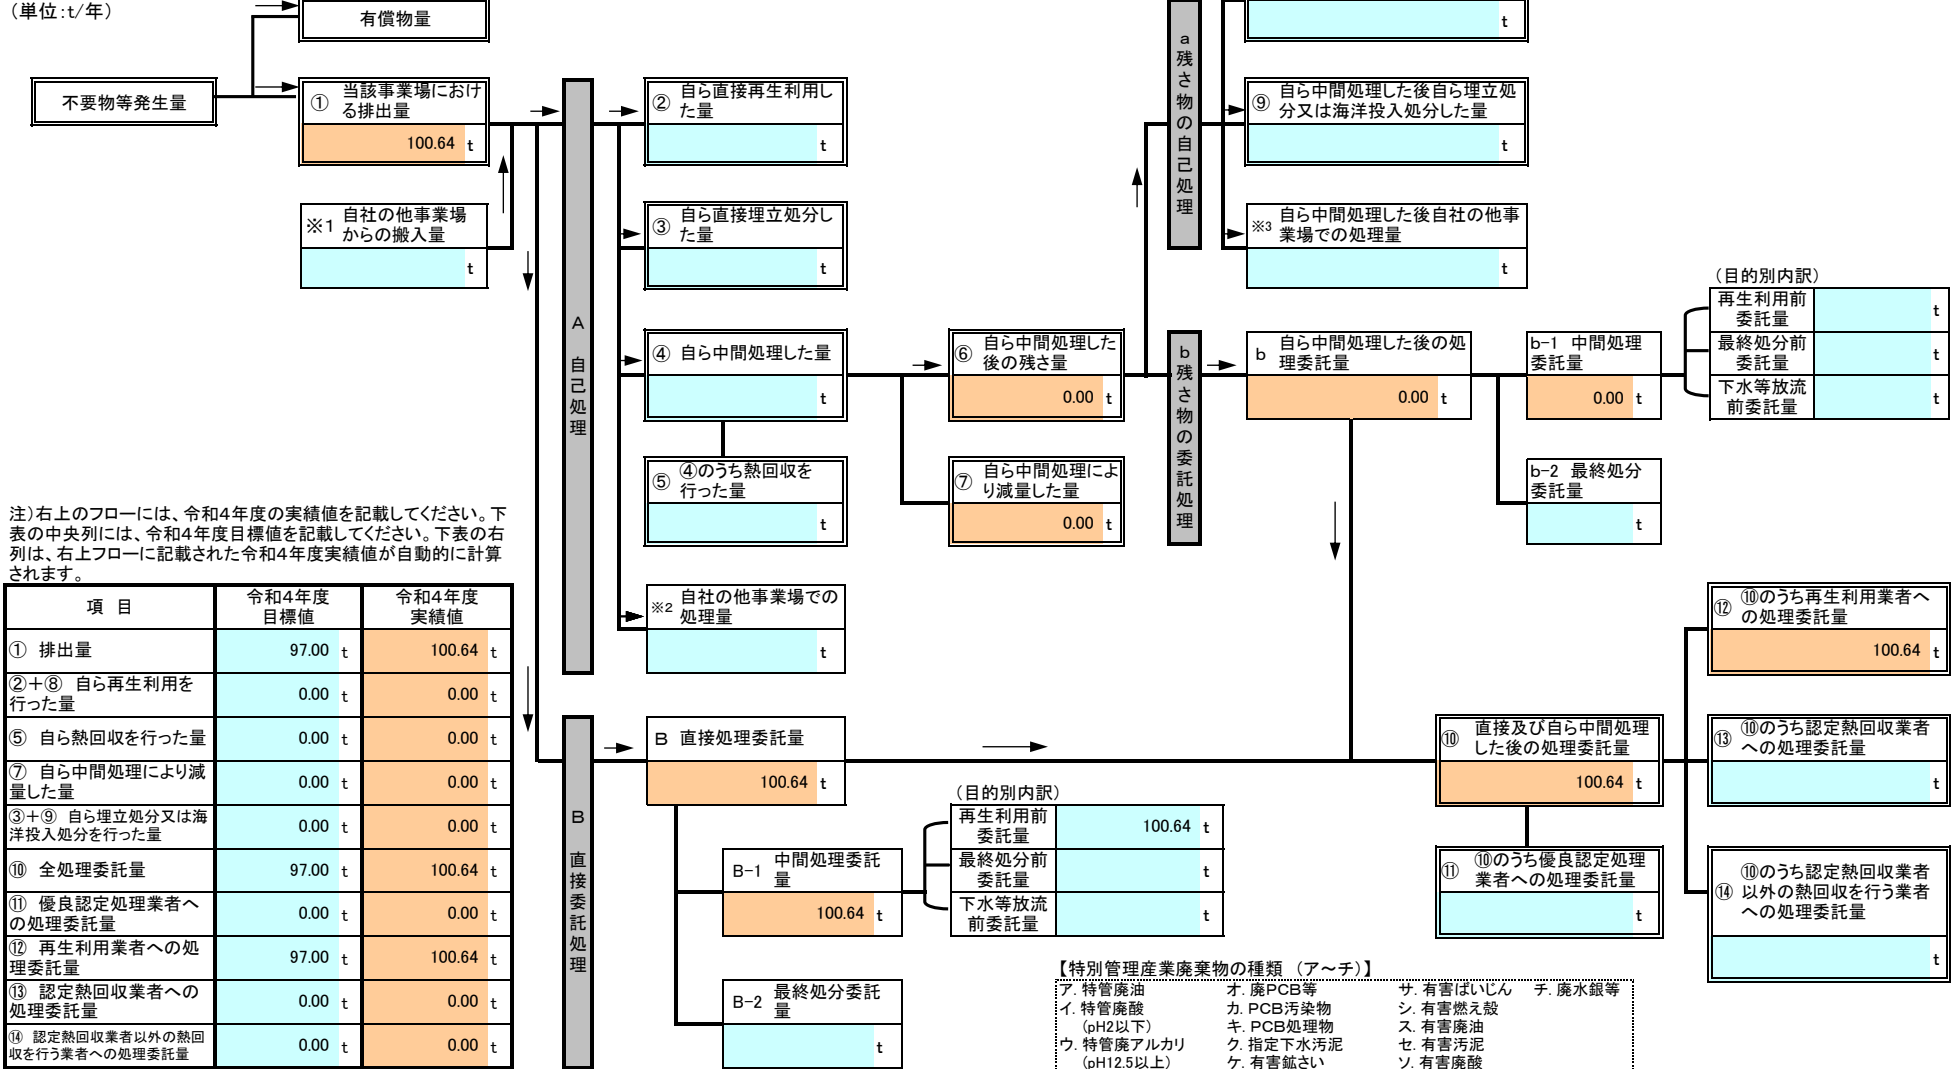 （単位：t/年）
有償物量
不要物等発生量
① 当該事業場におけ
る排出量
100.64 t
※1 自社の他事業場
からの搬入量
t
A 自己処理
② 自ら直接再生利用し
た量
t
③ 自ら直接埋立処分し
た量
t
④ 自ら中間処理した量
t
⑤ ④のうち熱回収を
行った量
t
※2 自社の他事業場での
処理量
t
⑥ 自ら中間処理した
後の残さ量
0.00 t
⑦ 自ら中間処理によ
り減量した量
0.00 t
a 残さ物の自己処理
t
⑨ 自ら中間処理した後自ら埋立処
分又は海洋投入処分した量
t
※3 自ら中間処理した後自社の他事
業場での処理量
t
b 残さ物の委託処理
b 自ら中間処理した後の処
理委託量
0.00 t
b-1 中間処理
委託量
0.00 t
b-2 最終処分
委託量
t
（目的別内訳）
再生利用前
委託量 t
最終処分前
委託量 t
下水等放流
前委託量 t
注）右上のフローには、令和4年度の実績値を記載してください。下
表の中央列には、令和4年度目標値を記載してください。下表の右
列は、右上フローに記載された令和4年度実績値が自動的に計算
されます。
項 目 令和4年度
目標値 令和4年度
実績値
① 排出量 97.00 t 100.64 t
②＋⑧ 自ら再生利用を
行った量 0.00 t 0.00 t
⑤ 自ら熱回収を行った量 0.00 t 0.00 t
⑦ 自ら中間処理により減
量した量 0.00 t 0.00 t
③＋⑨ 自ら埋立処分又は海
洋投入処分を行った量 0.00 t 0.00 t
⑩ 全処理委託量 97.00 t 100.64 t
⑪ 優良認定処理業者へ
の処理委託量 0.00 t 0.00 t
⑫ 再生利用業者への処
理委託量 97.00 t 100.64 t
⑬ 認定熱回収業者への
処理委託量 0.00 t 0.00 t
⑭ 認定熱回収業者以外の熱回
収を行う業者への処理委託量 0.00 t 0.00 t
B 直接委託処理
B 直接処理委託量
100.64 t
B-1 中間処理委託
量
100.64 t
B-2 最終処分委託
量
t
（目的別内訳）
再生利用前
委託量 100.64 t
最終処分前
委託量 t
下水等放流
前委託量 t
⑩ 直接及び自ら中間処理
した後の処理委託量
100.64 t
⑪ ⑩のうち優良認定処理
業者への処理委託量
t
⑫ ⑩のうち再生利用業者へ
の処理委託量
100.64 t
⑬ ⑩のうち認定熱回収業者
への処理委託量
t
⑭ ⑩のうち認定熱回収業者
以外の熱回収を行う業者
への処理委託量
t
【特別管理産業廃棄物の種類 （ア～チ）】
ア. 特管廃油 オ. 廃PCB等 サ. 有害ばいじん チ. 廃水銀等
イ. 特管廃酸 カ. PCB汚染物 シ. 有害燃え殻
（pH2以下） キ. PCB処理物 ス. 有害廃油
ウ. 特管廃アルカリ ク. 指定下水汚泥 セ. 有害汚泥
（pH12.5以上） ケ. 有害鉱さい ソ. 有害廃酸